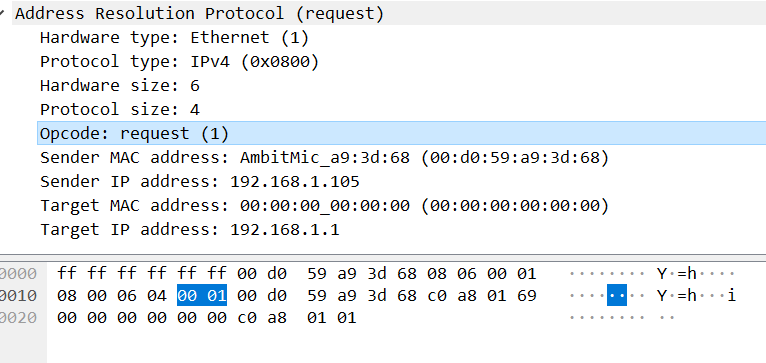 Address Resolution Protocol (request)
Hardware type: Ethernet (1)
Protocol type: IPv4 (0x0800)
Hardware size: 6
Protocol size: 4
Opcode: request (1)
Sender MAC address: AmbitMic_a9:3d:68 (00:d0:59:a9:3d:68)
Sender IP address: 192.168.1.105
Target MAC address: 00:00:00_00:00:00 (00:00:00:00:00:00)
Target IP address: 192.168.1.1
0000 ff ff ff ff ff ff 00 d0 59 a9 3d 68 08 06 00 01 ········ Y·=h····
0010 08 00 06 04 00 01 00 d0 59 a9 3d 68 c0 a8 01 69 ········ Y·=h···i
0020 00 00 00 00 00 00 c0 a8 01 01 ········ ··